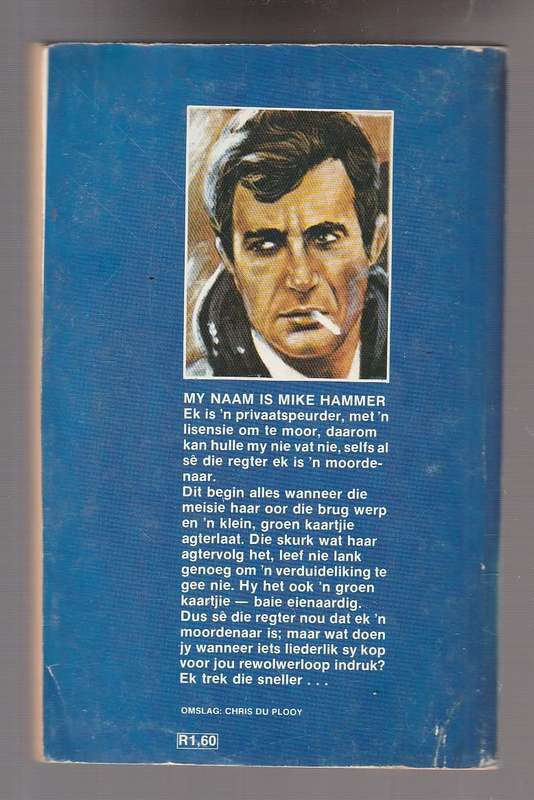 MY NAAM IS MIKE HAMMER
Ek is 'n privaatspeurder, met 'n
lisensie om te moor, daarom
kan hulle my nie vat nie, selfs al
sê die regter ek is 'n moorde-
naar.
Dit begin alles wanneer die
meisie haar oor die brug werp
en 'n klein, groen kaartjie
agterlaat. Die skurk wat haar
agtervolg het, leef nie lank
genoeg om 'n verduideliking te
gee nie. Hy het ook 'n groen
kaartjie — baie eienaardig.
Dus sê die regter nou dat ek 'n
moordenaar is; maar wat doen
jy wanneer iets liederlik sy kop
voor jou rewolwerloop indruk?
Ek trek die sneller . . .
OMSLAG: CHRIS DU PLOOY
R1,60